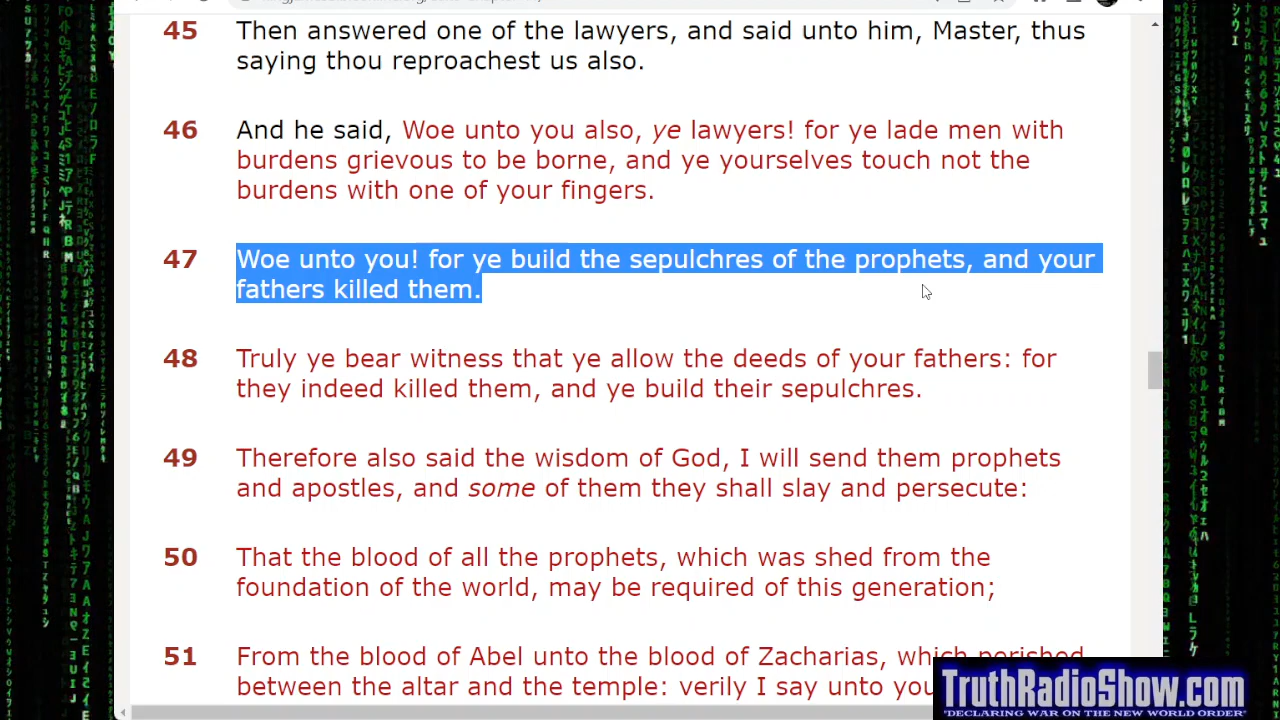 45 Then answered one of the lawyers, and said unto him, Master, thus
saying thou reproachest us also.
46 And he said, Woe unto you also, ye lawyers! for ye lade men with
burdens grievous to be borne, and ye yourselves touch not the
burdens with one of your fingers.
47 Woe unto you! for ye build the sepulchres of the prophets, and your
fathers killed them.
48 Truly ye bear witness that ye allow the deeds of your fathers: for
they indeed killed them, and ye build their sepulchres.
49 Therefore also said the wisdom of God, I will send them prophets
and apostles, and some of them they shall slay and persecute:
50 That the blood of all the prophets, which was shed from the
foundation of the world, may be required of this generation;
51 From the blood of Abel unto the blood of Zacharias, which perished
between the altar and the temple: verily I say unto you
TruthRadioShow.com
"DECLARING WAR ON THE NEW WORLD ORDER"